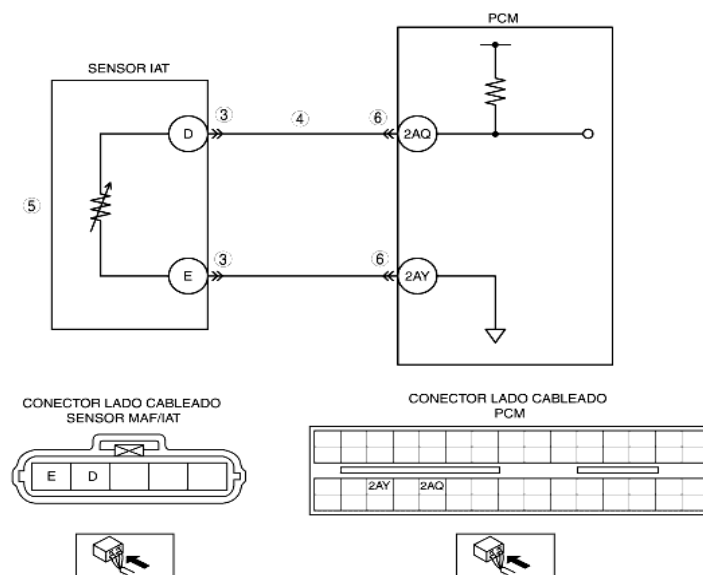 PCM
SENSOR IAT
D
3
4
6
2AQ
5
E
3
6
2AY
CONECTOR LADO CABLEADO
SENSOR MAF/IAT
E D
CONECTOR LADO CABLEADO
PCM
2AY 2AQ